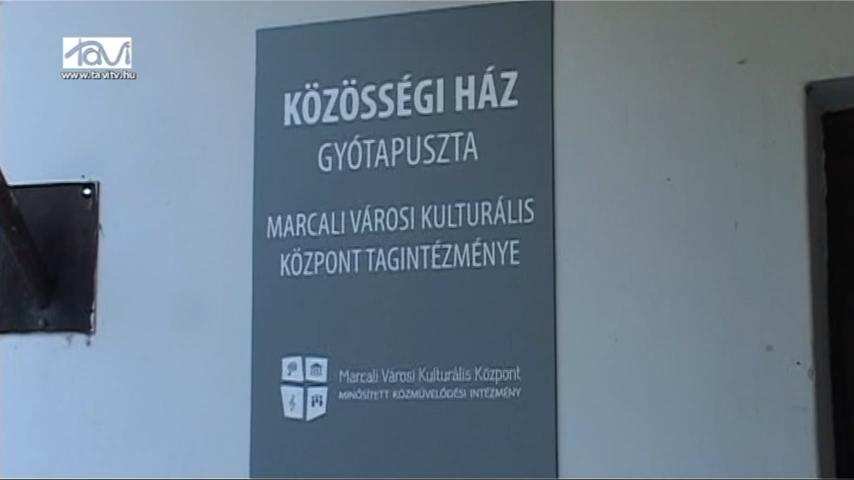 TaVi
www.tavitv.hu
KÖZÖSSÉGI HÁZ
GYÓTAPUSZTA
MARCALI VÁROSI KULTURÁLIS
KÖZPONT TAGINTÉZMÉNYE
Marcali Városi Kulturális Központ
MINŐSÍTETT KÖZMŰVELŐDÉSI INTÉZMÉNY